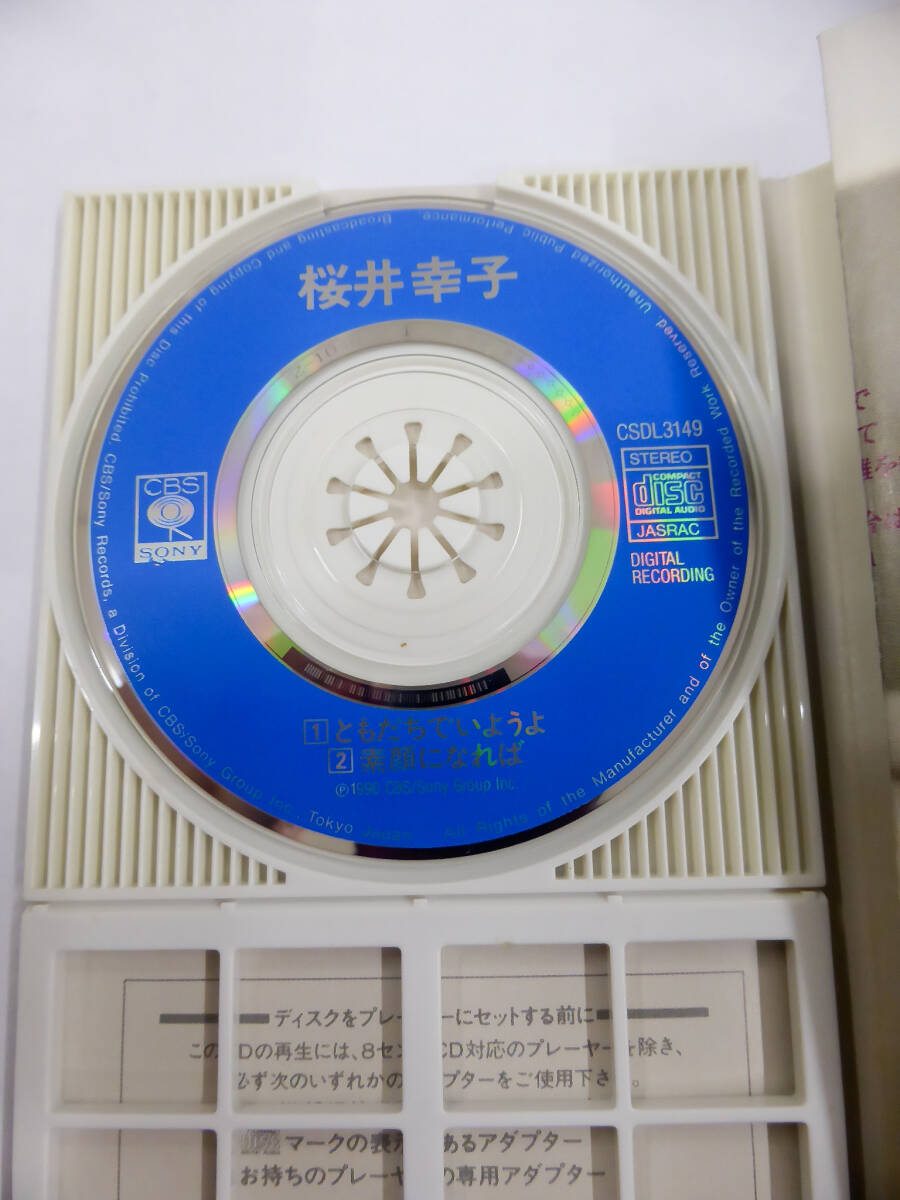 桜井幸子
CSDL3149
STEREO
COMPACT
disc
DIGITAL AUDIO
JASRAC
DIGITAL
RECORDING
CBS
SONY
1 ともだちでいようよ
2 素顔になれば
Ⓟ1990 CBS/Sony Group Inc.
CBS/Sony Records, a Division of CBS/Sony Group Inc., Tokyo Japan All Rights of the Manufacturer and of the Owner of the Recorded Work Reserved. Unauthorized Public Performance, Broadcasting and Copying of this Disc Prohibited.
で
て
ディスクをプレ ーにセットする前に
この Dの再生には、8セン CD対応のプレーヤー を除き、
必ず次のいずれかの アプターをご使用下さ 。
マークの表示 あるアダプター
お持ちのプレーヤ の専用アダプター